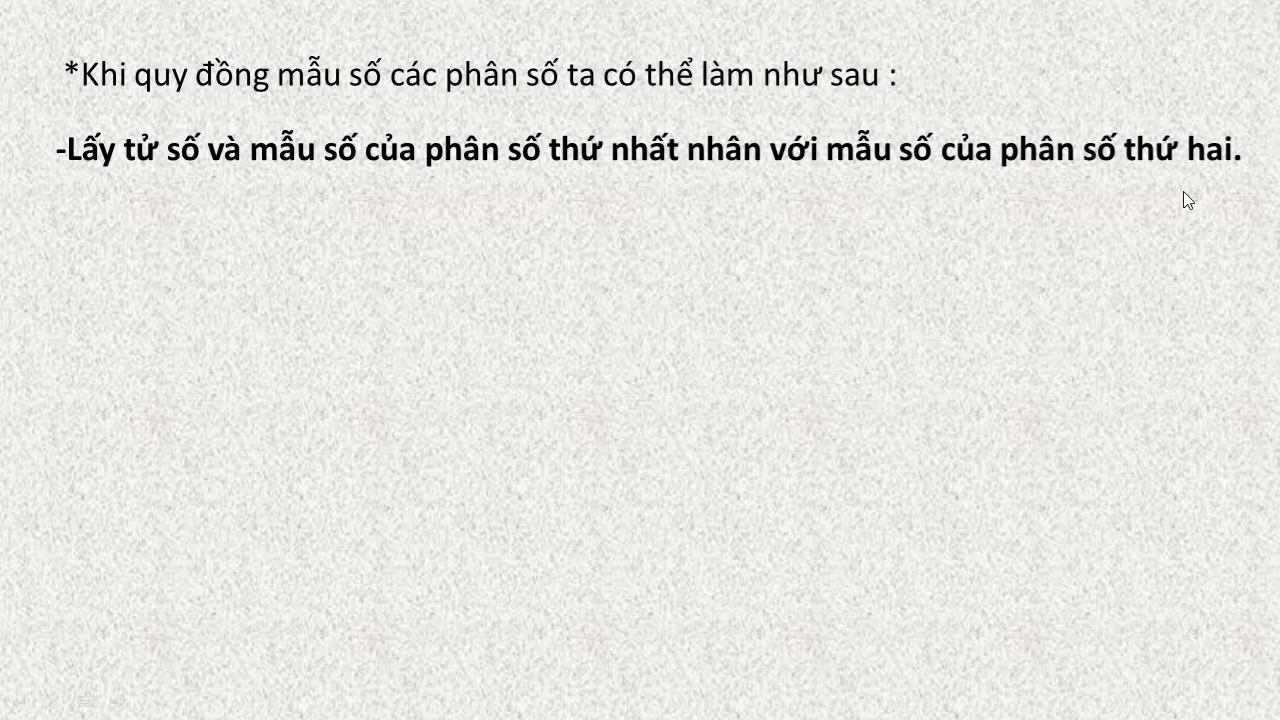 *Khi quy đồng mẫu số các phân số ta có thể làm như sau :
-Lấy tử số và mẫu số của phân số thứ nhất nhân với mẫu số của phân số thứ hai.